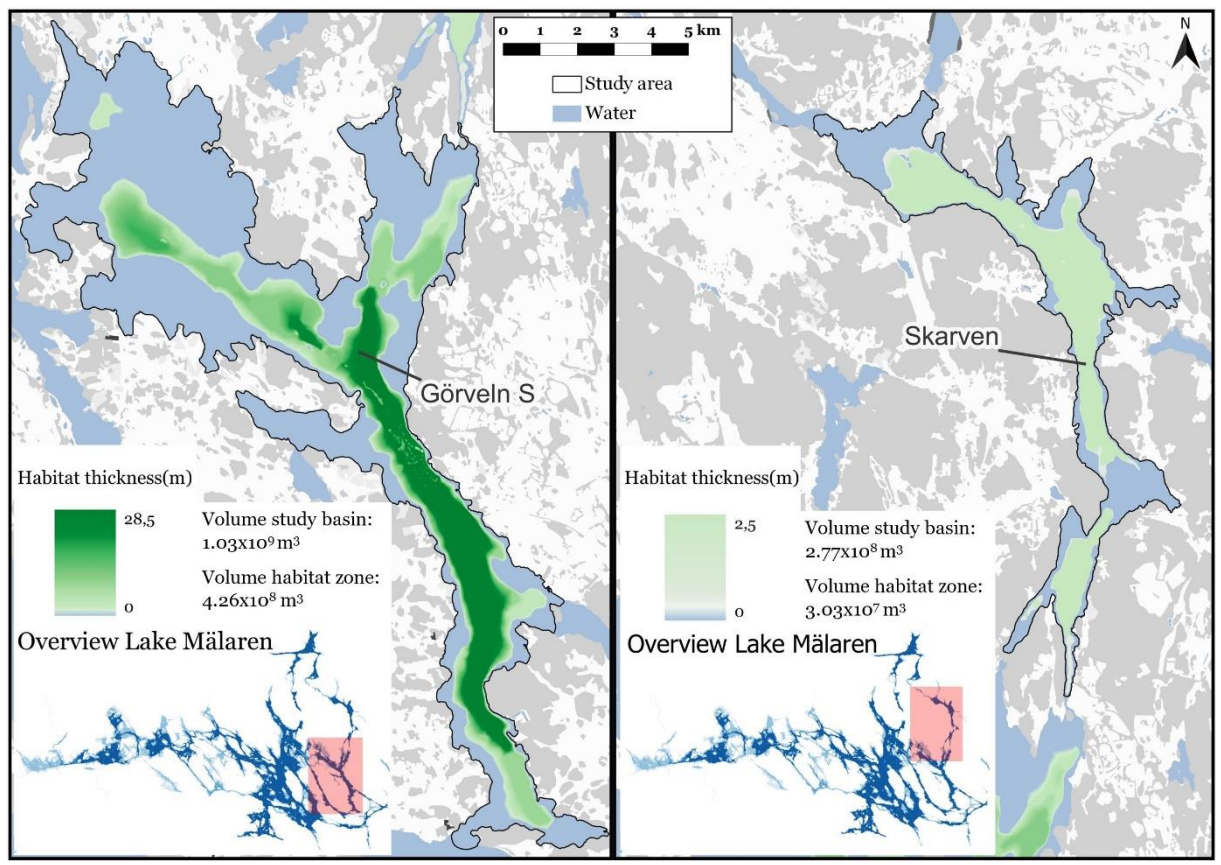 0 1 2 3 4 5 km
Study area
Water
N
Görveln S
Habitat thickness(m)
28,5
0
Volume study basin:
1.03x10⁹ m³
Volume habitat zone:
4.26x10⁸ m³
Overview Lake Mälaren
Skarven
Habitat thickness(m)
2,5
0
Volume study basin:
2.77x10⁸ m³
Volume habitat zone:
3.03x10⁷ m³
Overview Lake Mälaren